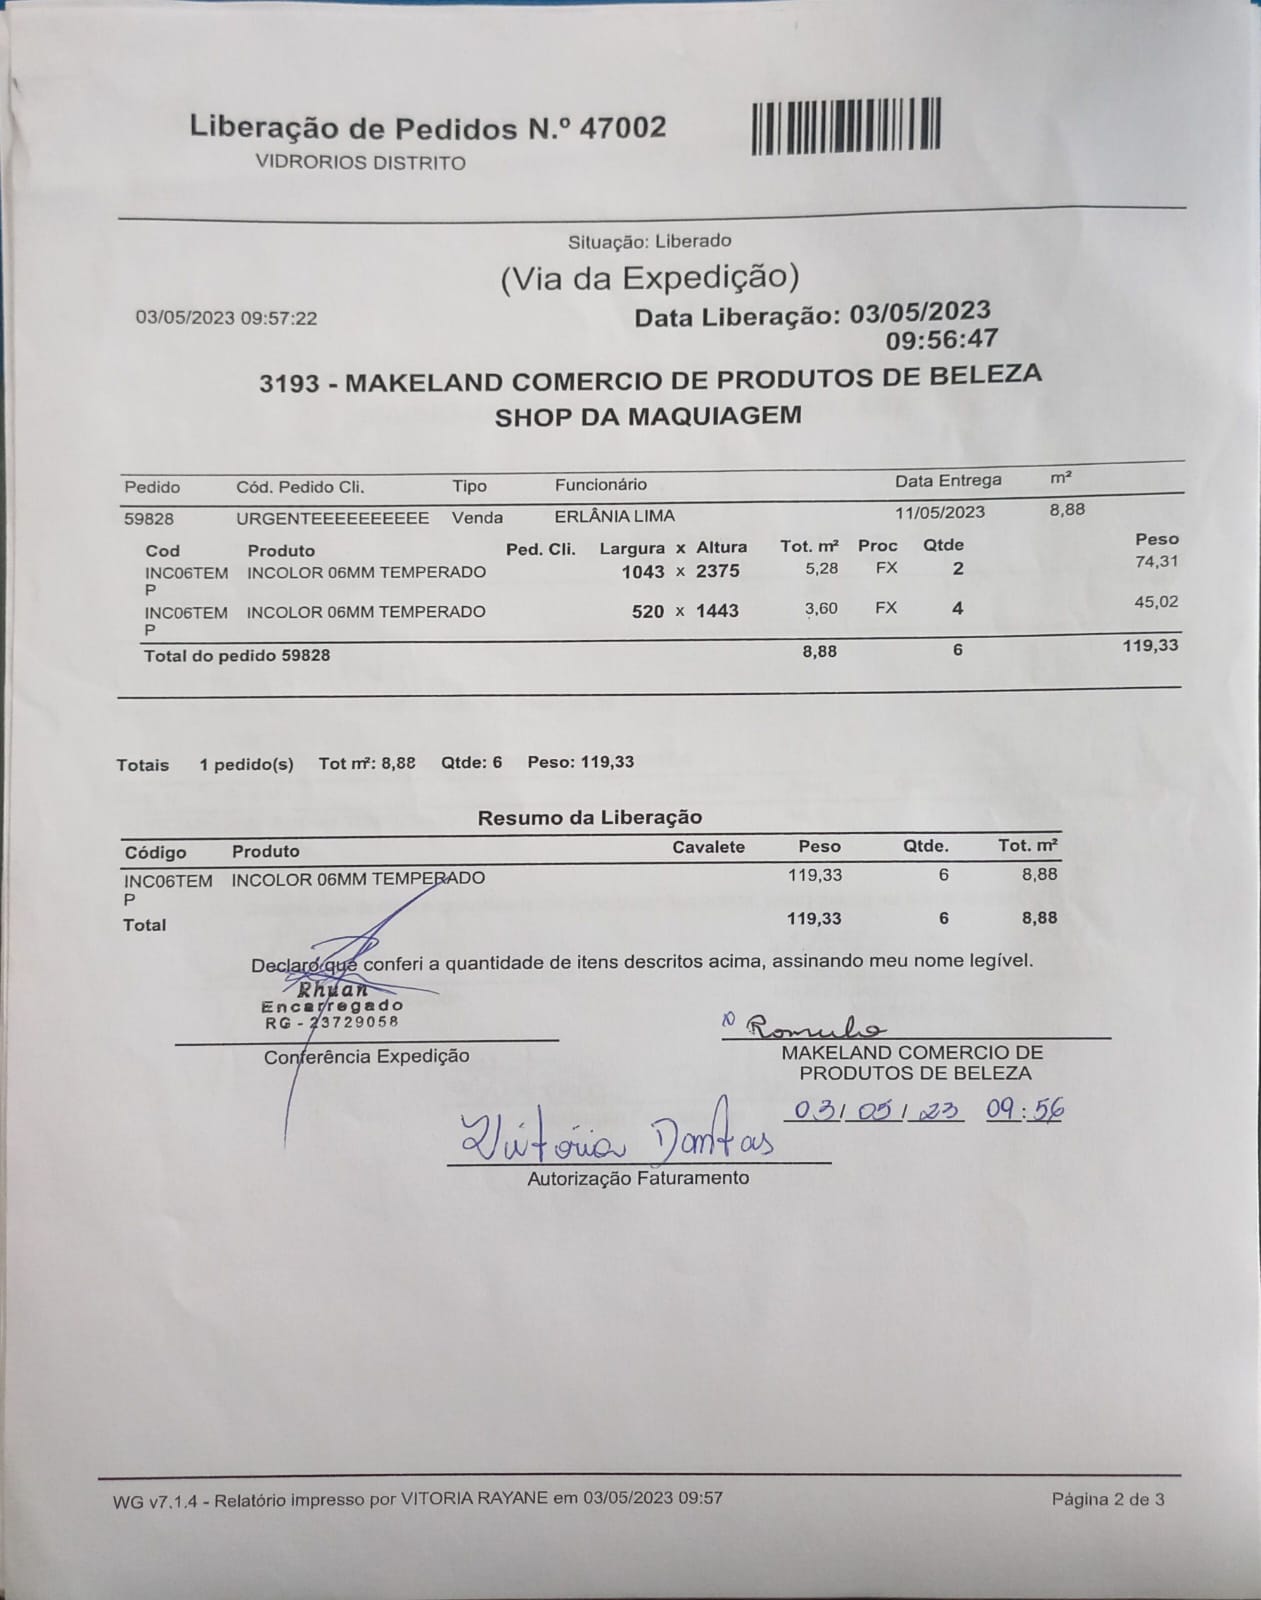 Liberação de Pedidos N.º 47002
VIDRORIOS DISTRITO
Situação: Liberado
(Via da Expedição)
03/05/2023 09:57:22
Data Liberação: 03/05/2023
09:56:47
3193 - MAKELAND COMERCIO DE PRODUTOS DE BELEZA
SHOP DA MAQUIAGEM
Pedido Cód. Pedido Cli. Tipo Funcionário Data Entrega m²
59828 URGENTEEEEEEEEEE Venda ERLÂNIA LIMA 11/05/2023 8,88
Cod Produto Ped. Cli. Largura x Altura Tot. m² Proc Qtde Peso
INC06TEM INCOLOR 06MM TEMPERADO 1043 x 2375 5,28 FX 2 74,31
P
INC06TEM INCOLOR 06MM TEMPERADO 520 x 1443 3,60 FX 4 45,02
P
Total do pedido 59828 8,88 6 119,33
Totais 1 pedido(s) Tot m²: 8,88 Qtde: 6 Peso: 119,33
Resumo da Liberação
Código Produto Cavalete Peso Qtde. Tot. m²
INC06TEM INCOLOR 06MM TEMPERADO 119,33 6 8,88
P
Total 119,33 6 8,88
Declaro que conferi a quantidade de itens descritos acima, assinando meu nome legível.
Rhuan
Encarregado
RG - 23729058
Conferência Expedição
Romulo
MAKELAND COMERCIO DE
PRODUTOS DE BELEZA
03/05/23 09:56
Vitória Dantas
Autorização Faturamento
WG v7.1.4 - Relatório impresso por VITORIA RAYANE em 03/05/2023 09:57 Página 2 de 3